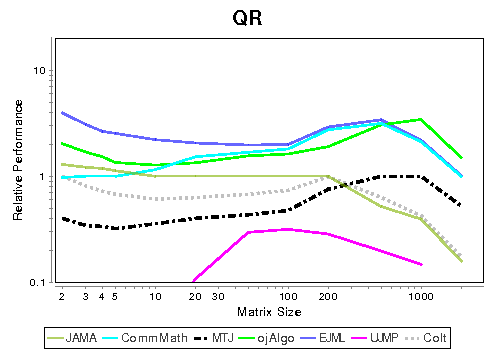 QR
Relative Performance
10
1
0.1
2 3 4 5 10 20 30 100 200 1000
Matrix Size
JAMA CommMath MTJ ojAlgo EJML UJMP Colt